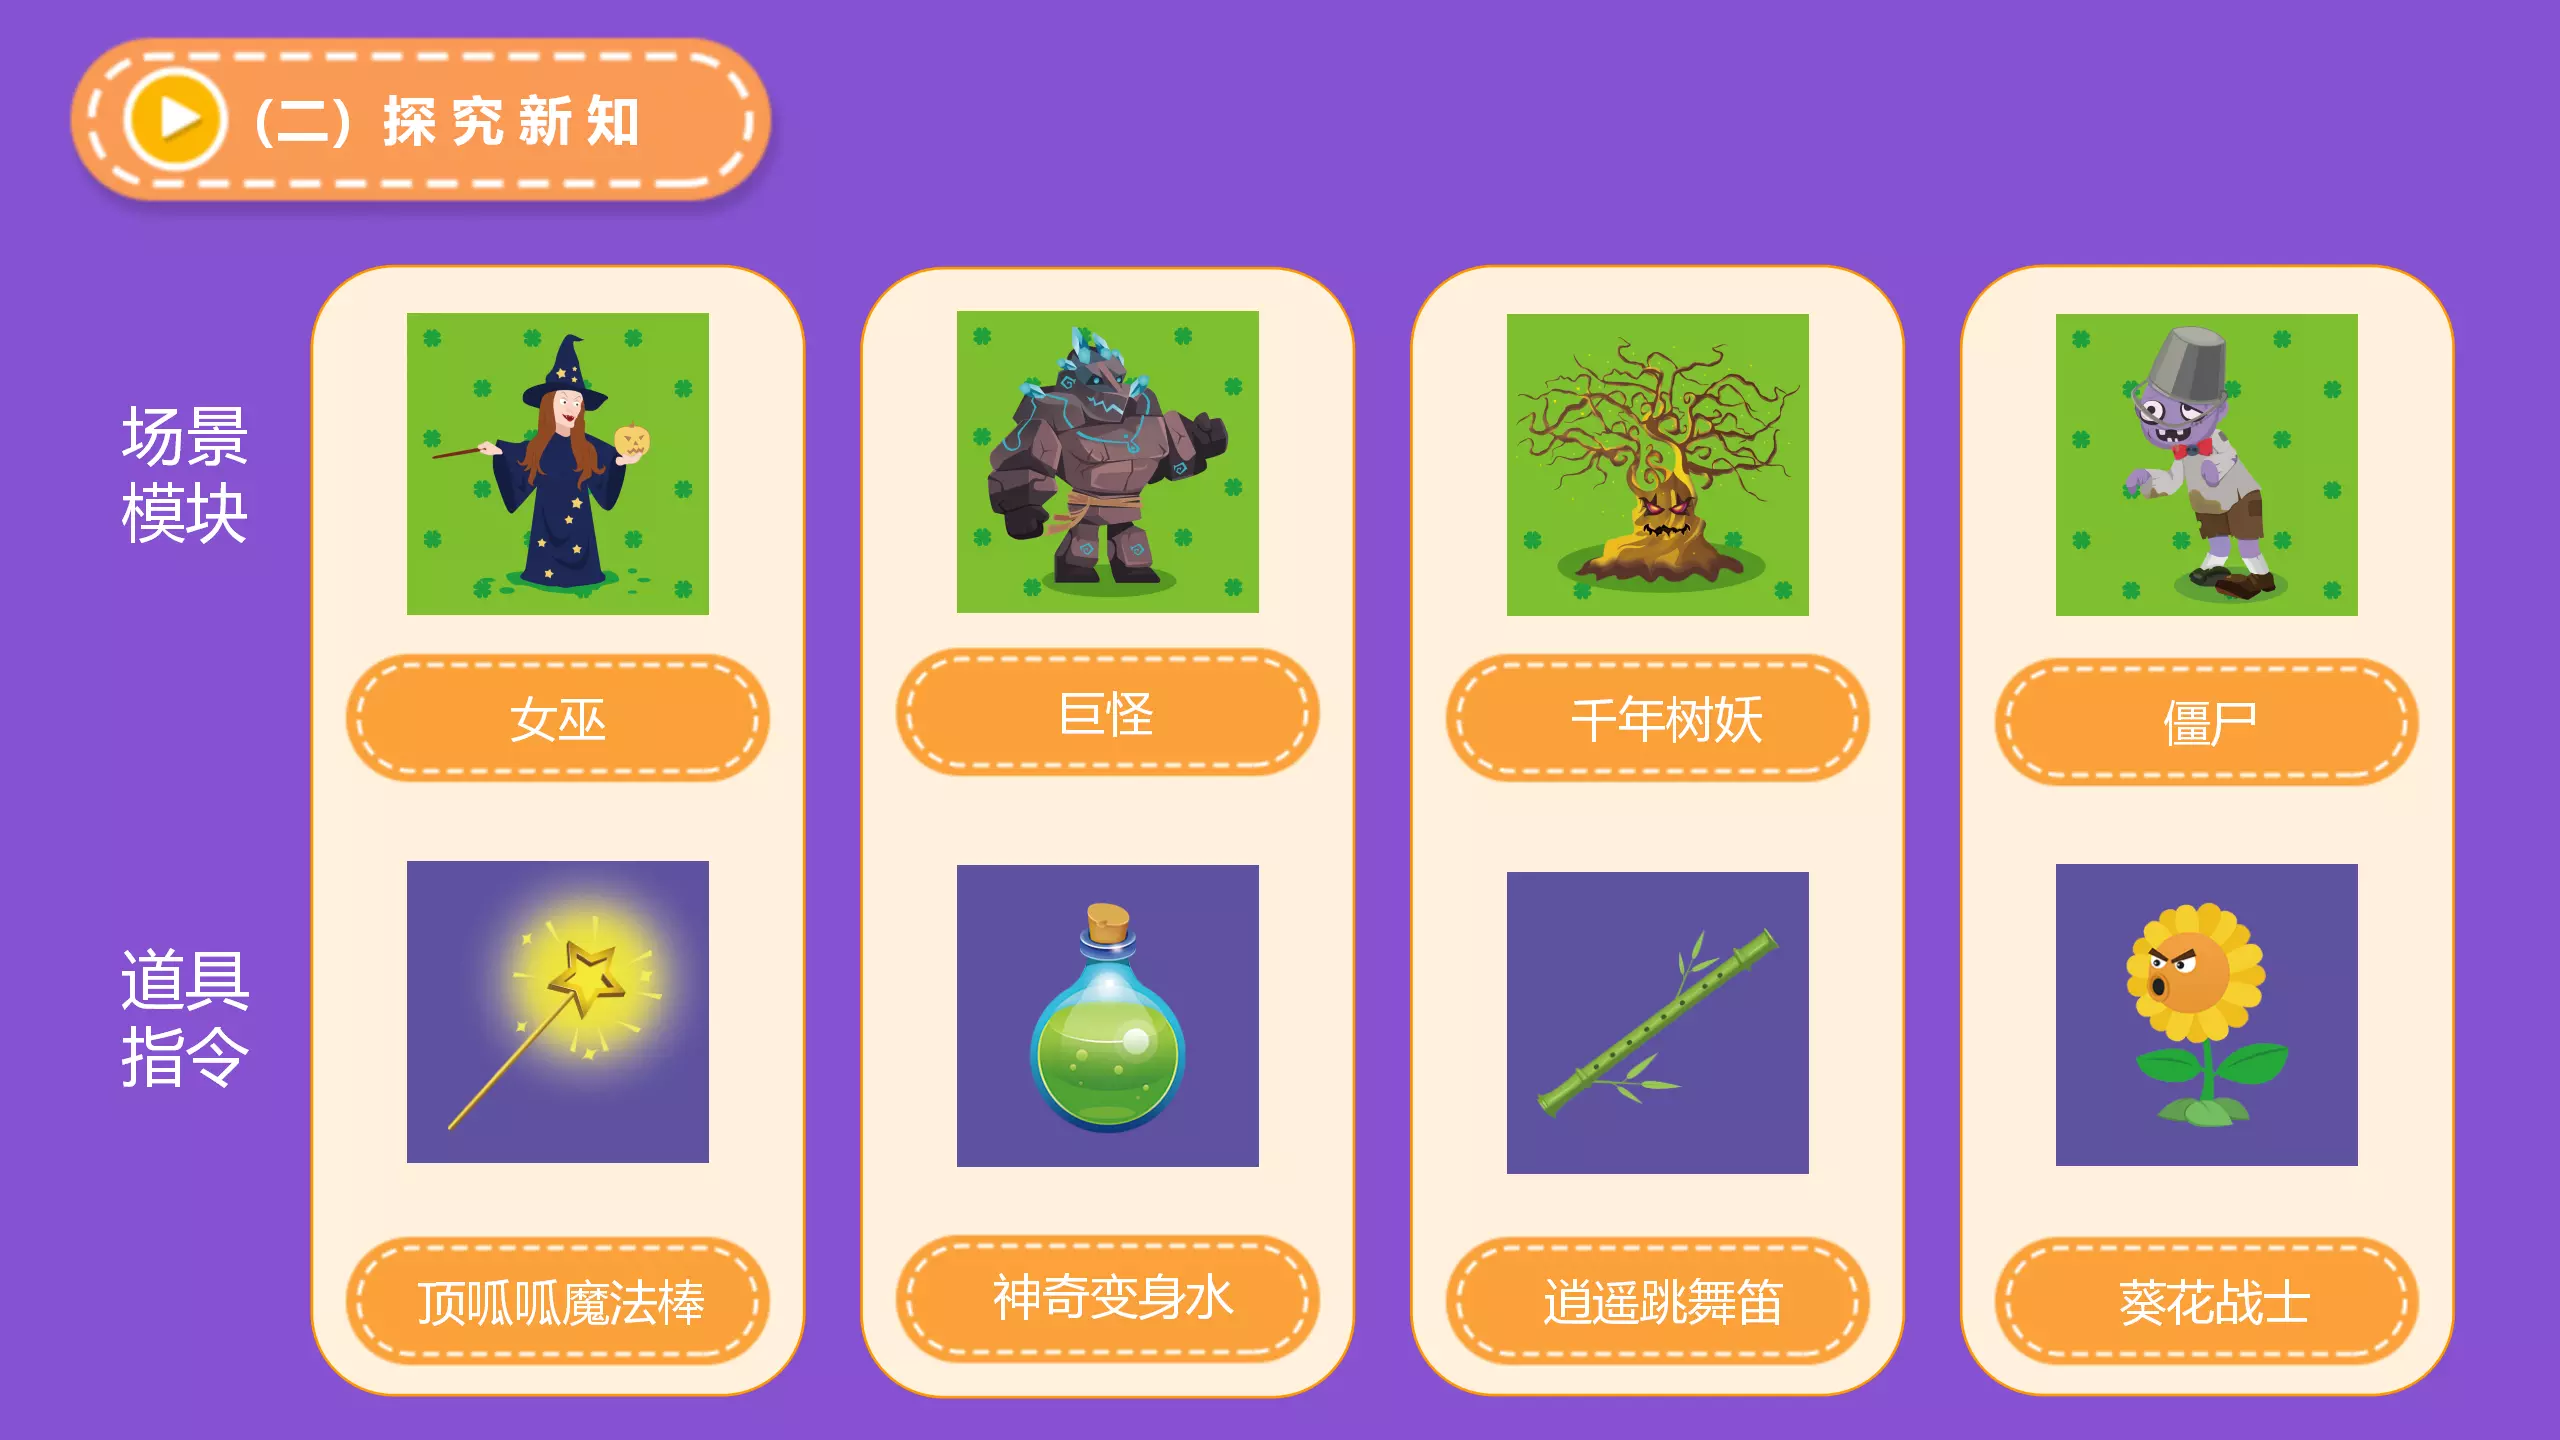 (二) 探究新知
场景
模块
女巫
巨怪
千年树妖
僵尸
道具
指令
顶呱呱魔法棒
神奇变身水
逍遥跳舞笛
葵花战士